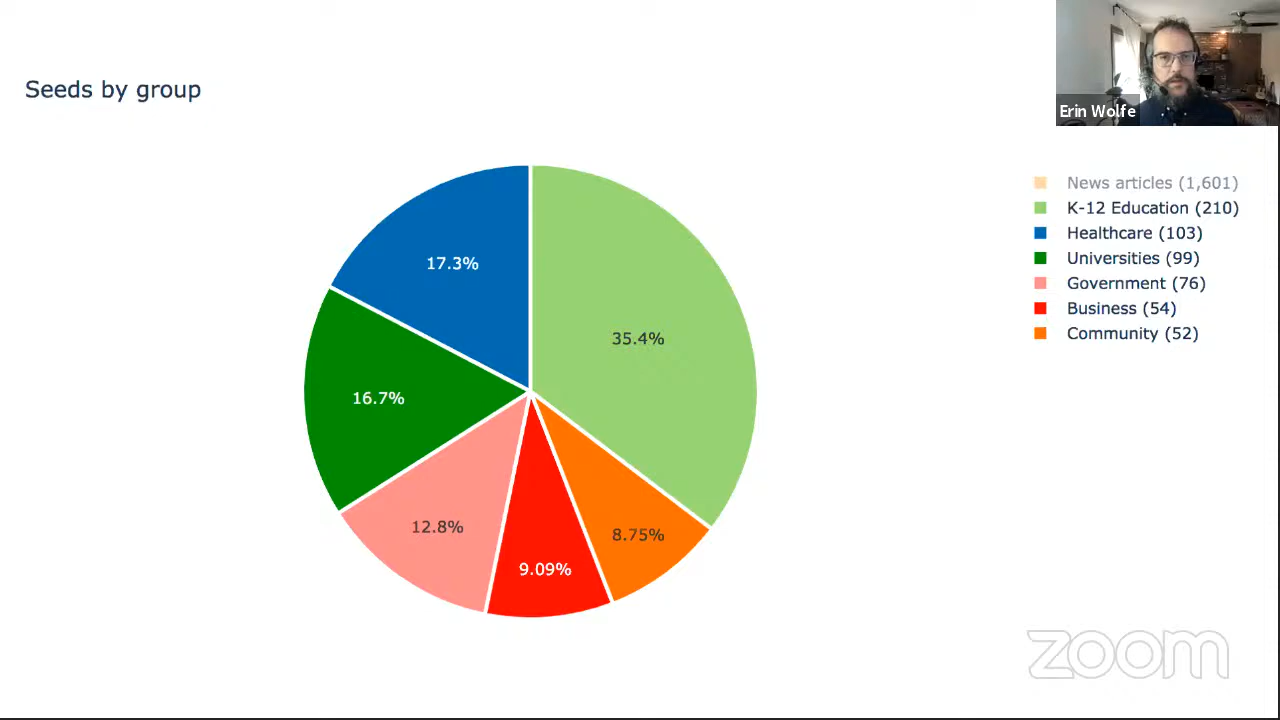 Erin Wolfe
Seeds by group
News articles (1,601)
K-12 Education (210)
Healthcare (103)
Universities (99)
Government (76)
Business (54)
Community (52)
17.3%
35.4%
16.7%
12.8%
8.75%
9.09%
zoom